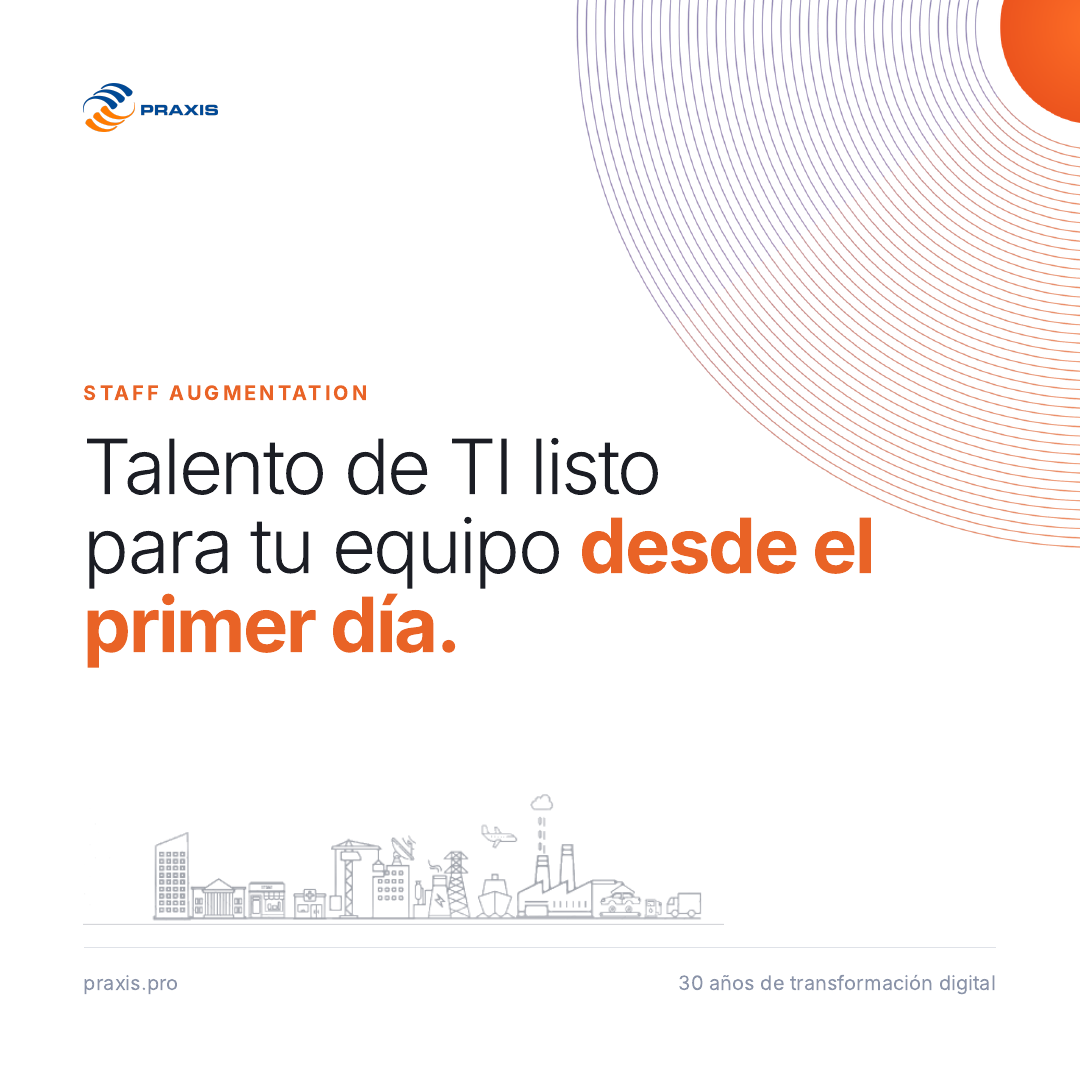 PRAXIS
STAFF AUGMENTATION
Talento de TI listo
para tu equipo desde el
primer día.
praxis.pro
30 años de transformación digital